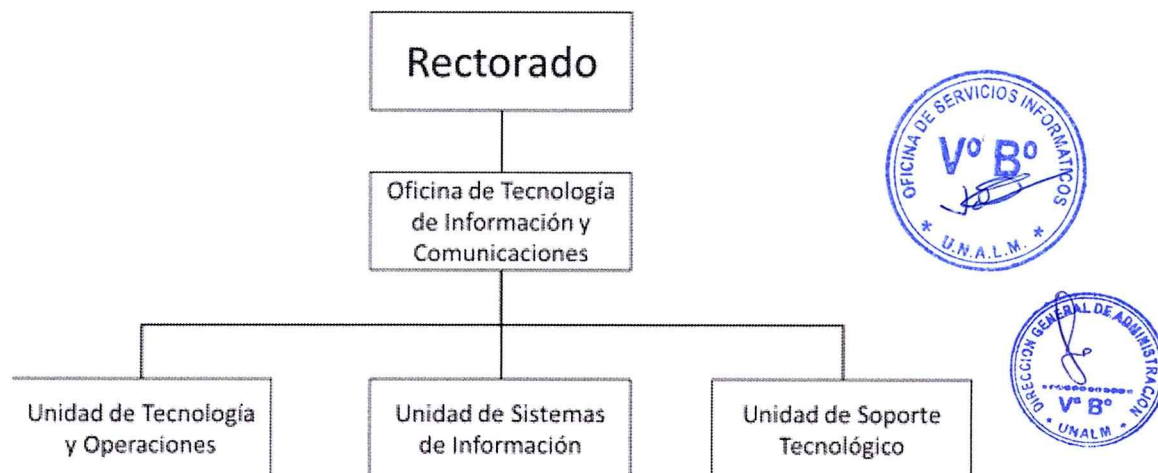 Rectorado
Oficina de Tecnología
de Información y
Comunicaciones
Unidad de Tecnología
y Operaciones
Unidad de Sistemas
de Información
Unidad de Soporte
Tecnológico
OFICINA DE SERVICIOS INFORMATICOS
Vº Bº
* U.N.A.L.M. *
DIRECCION GENERAL DE ADMINISTRACION
Vº Bº
* UNALM *